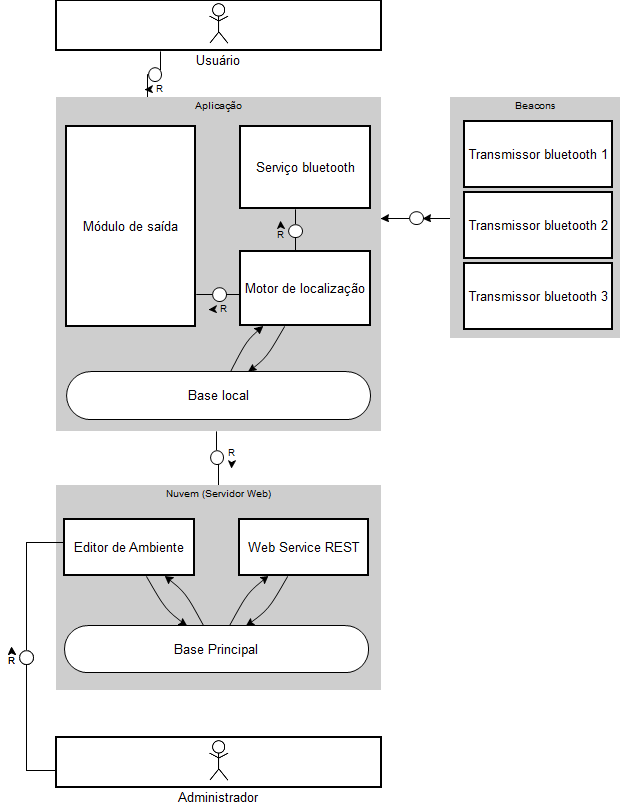 Usuário
R
Aplicação
Módulo de saída
Serviço bluetooth
R
Motor de localização
R
Base local
Beacons
Transmissor bluetooth 1
Transmissor bluetooth 2
Transmissor bluetooth 3
R
Nuvem (Servidor Web)
Editor de Ambiente
Web Service REST
Base Principal
R
Administrador